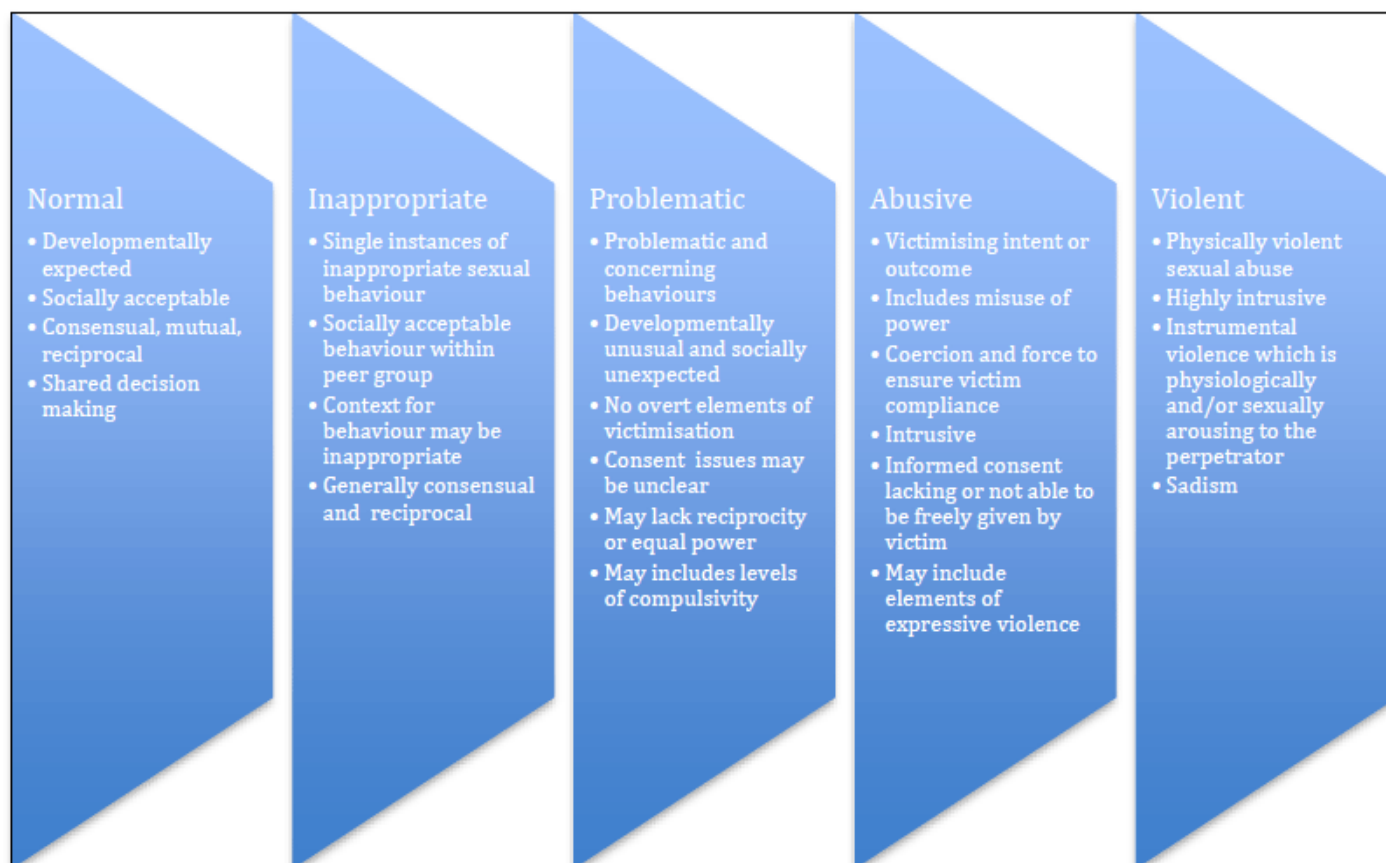 Normal
• Developmentally
expected
• Socially acceptable
• Consensual, mutual,
reciprocal
• Shared decision
making
Inappropriate
• Single instances of
inappropriate sexual
behaviour
• Socially acceptable
behaviour within
peer group
• Context for
behaviour may be
inappropriate
• Generally consensual
and reciprocal
Problematic
• Problematic and
concerning
behaviours
• Developmentally
unusual and socially
unexpected
• No overt elements of
victimisation
• Consent issues may
be unclear
• May lack reciprocity
or equal power
• May includes levels
of compulsivity
Abusive
• Victimising intent or
outcome
• Includes misuse of
power
• Coercion and force to
ensure victim
compliance
• Intrusive
• Informed consent
lacking or not able to
be freely given by
victim
• May include
elements of
expressive violence
Violent
• Physically violent
sexual abuse
• Highly intrusive
• Instrumental
violence which is
physiologically
and/or sexually
arousing to the
perpetrator
• Sadism